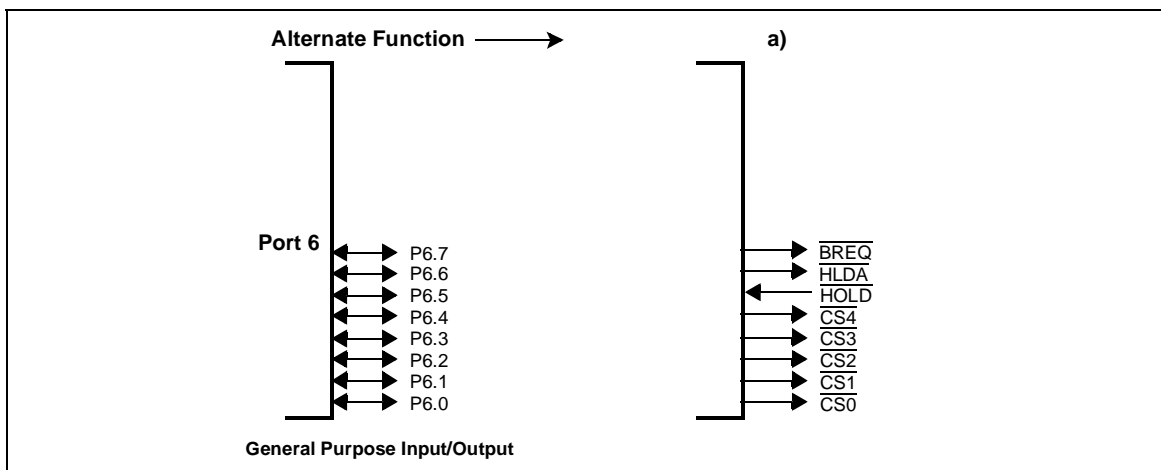 Alternate Function a)
Port 6
P6.7 BREQ
P6.6 HLDA
P6.5 HOLD
P6.4 CS4
P6.3 CS3
P6.2 CS2
P6.1 CS1
P6.0 CS0
General Purpose Input/Output